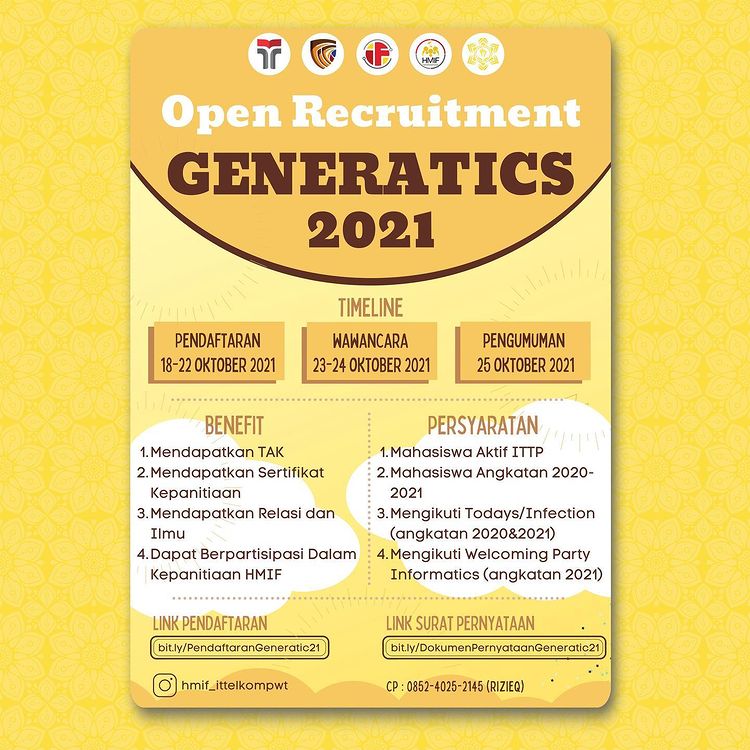 HMIF
Open Recruitment
GENERATICS
2021
TIMELINE
PENDAFTARAN
18-22 OKTOBER 2021
WAWANCARA
23-24 OKTOBER 2021
PENGUMUMAN
25 OKTOBER 2021
BENEFIT
1.Mendapatkan TAK
2.Mendapatkan Sertifikat
Kepanitiaan
3.Mendapatkan Relasi dan
Ilmu
4.Dapat Berpartisipasi Dalam
Kepanitiaan HMIF
PERSYARATAN
1.Mahasiswa Aktif ITTP
2.Mahasiswa Angkatan 2020-
2021
3.Mengikuti Todays/Infection
(angkatan 2020&2021)
4.Mengikuti Welcoming Party
Informatics (angkatan 2021)
LINK PENDAFTARAN
bit.ly/PendaftaranGeneratic21
LINK SURAT PERNYATAAN
bit.ly/DokumenPernyataanGeneratic21
hmif_ittelkompwt
CP : 0852-4025-2145 (RIZIEQ)